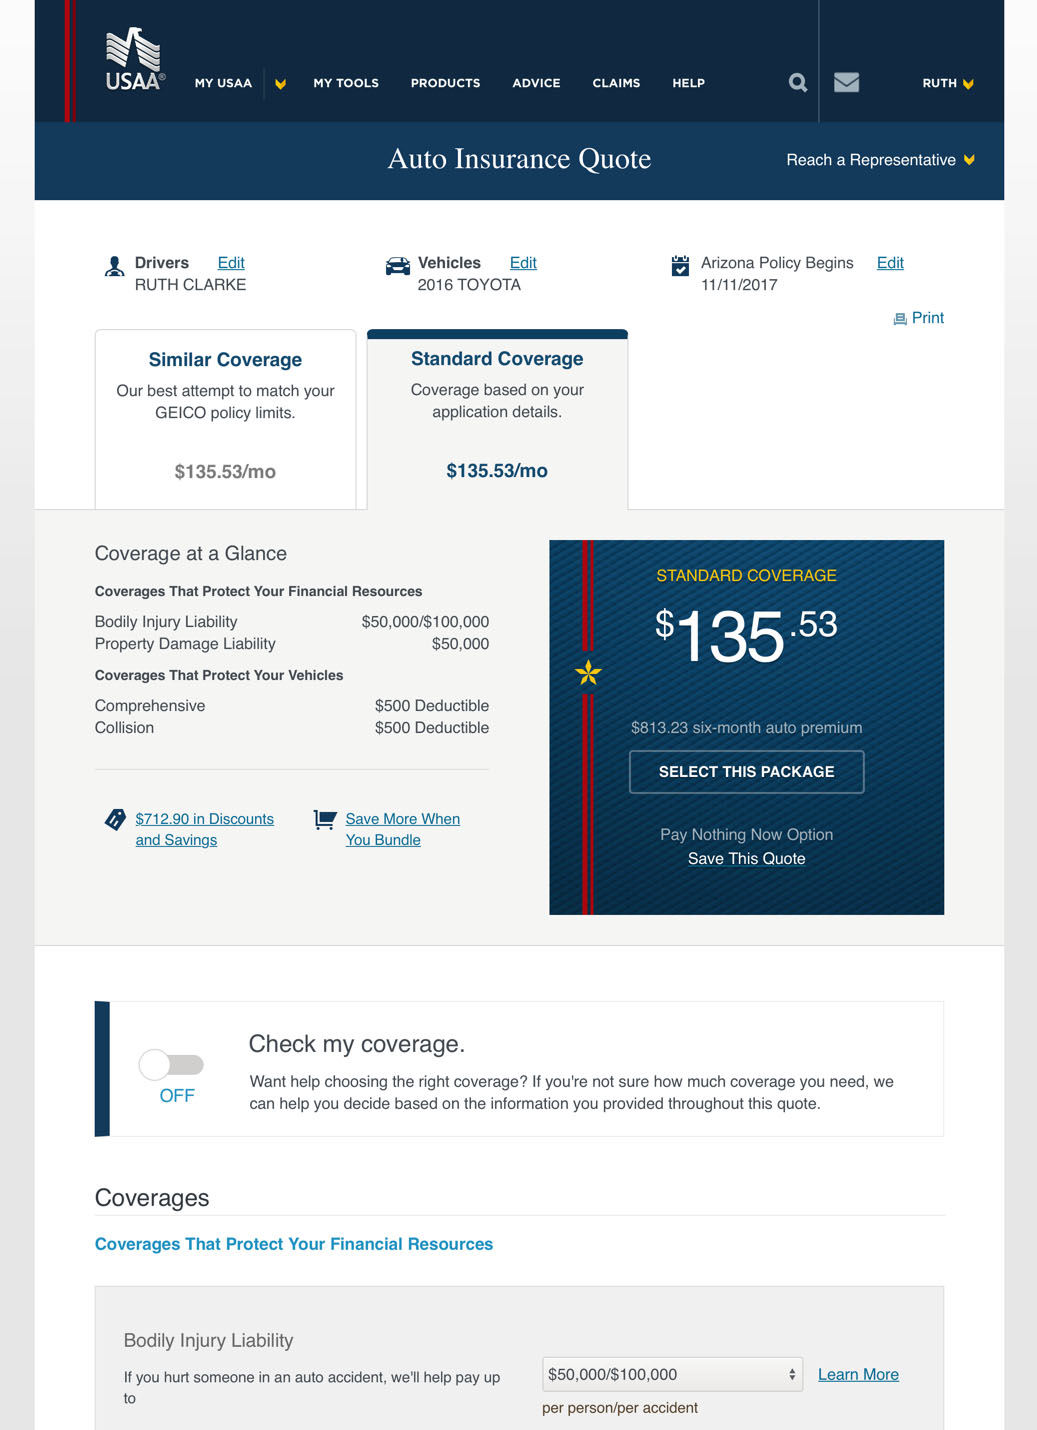 USAA®
MY USAA
MY TOOLS
PRODUCTS
ADVICE
CLAIMS
HELP
RUTH
Auto Insurance Quote
Reach a Representative
Drivers Edit
RUTH CLARKE
Vehicles Edit
2016 TOYOTA
Arizona Policy Begins Edit
11/11/2017
Print
Similar Coverage
Our best attempt to match your
GEICO policy limits.
$135.53/mo
Standard Coverage
Coverage based on your
application details.
$135.53/mo
Coverage at a Glance
Coverages That Protect Your Financial Resources
Bodily Injury Liability $50,000/$100,000
Property Damage Liability $50,000
Coverages That Protect Your Vehicles
Comprehensive $500 Deductible
Collision $500 Deductible
$712.90 in Discounts
and Savings
Save More When
You Bundle
STANDARD COVERAGE
$135.53
$813.23 six-month auto premium
SELECT THIS PACKAGE
Pay Nothing Now Option
Save This Quote
OFF
Check my coverage.
Want help choosing the right coverage? If you're not sure how much coverage you need, we
can help you decide based on the information you provided throughout this quote.
Coverages
Coverages That Protect Your Financial Resources
Bodily Injury Liability
If you hurt someone in an auto accident, we'll help pay up
to
$50,000/$100,000
Learn More
per person/per accident